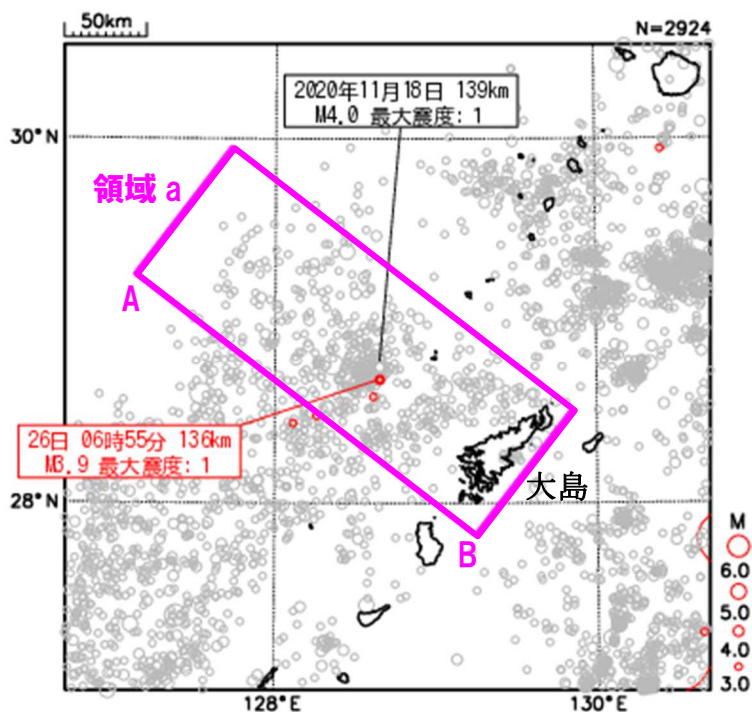 50km
N=2924
2020年11月18日 139km
M4.0 最大震度: 1
30°N
領域 a
A
26日 06時55分 136km
M3.9 最大震度: 1
大島
28°N
B
M
6.0
5.0
4.0
3.0
128°E
130°E